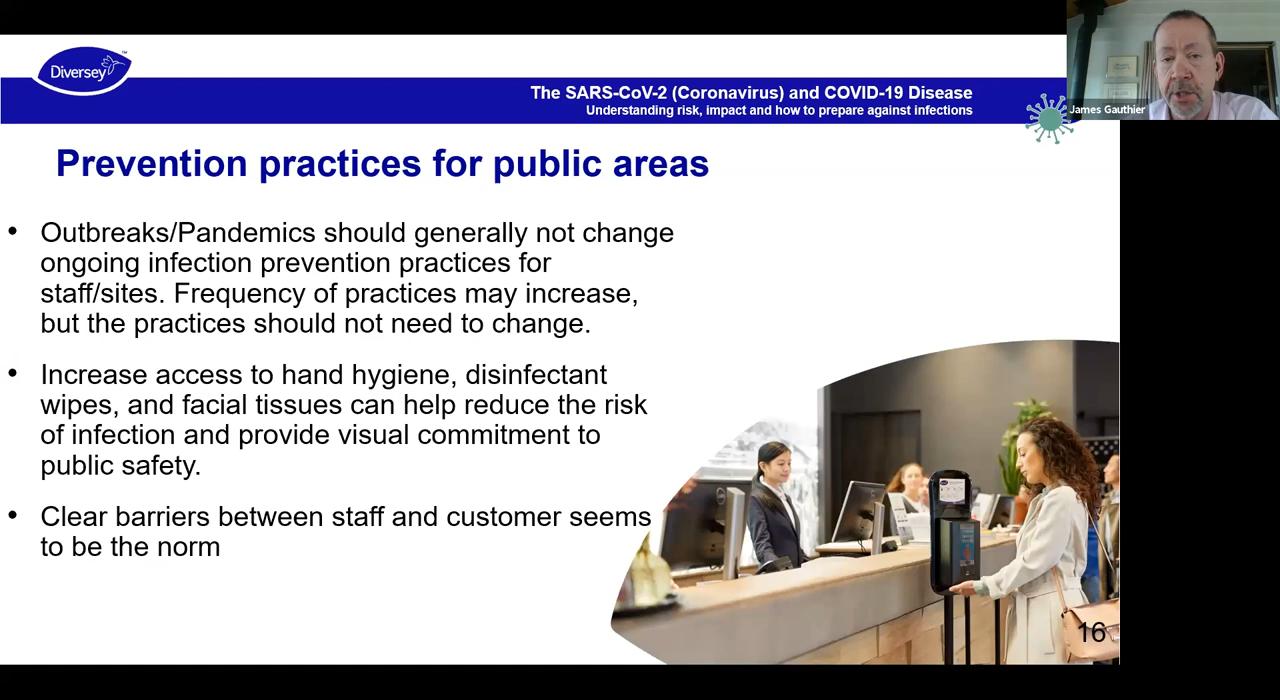 Diversey™
The SARS-CoV-2 (Coronavirus) and COVID-19 Disease
Understanding risk, impact and how to prepare against infections
James Gauthier
Prevention practices for public areas
• Outbreaks/Pandemics should generally not change
ongoing infection prevention practices for
staff/sites. Frequency of practices may increase,
but the practices should not need to change.
• Increase access to hand hygiene, disinfectant
wipes, and facial tissues can help reduce the risk
of infection and provide visual commitment to
public safety.
• Clear barriers between staff and customer seems
to be the norm
16